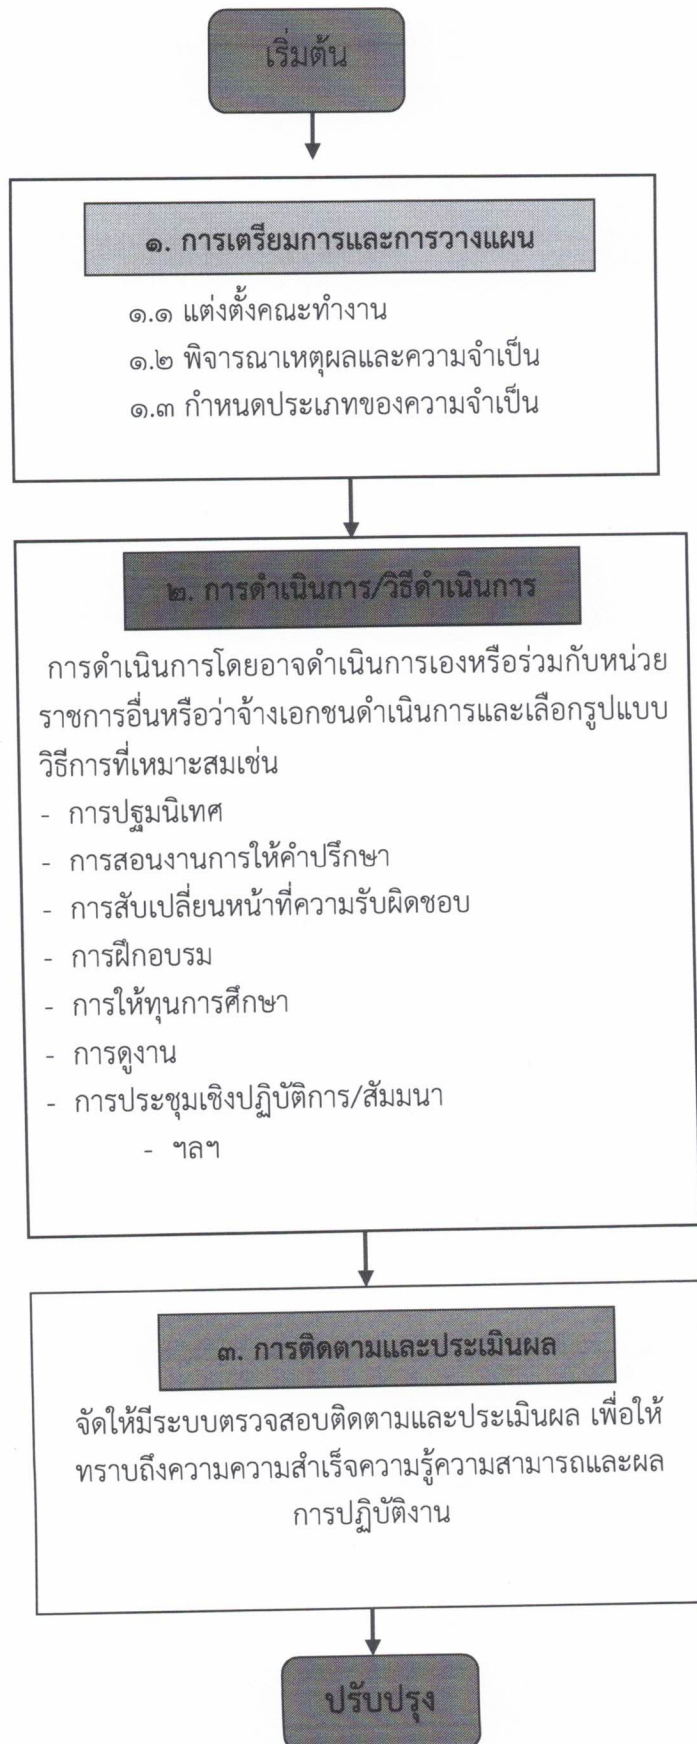 เริ่มต้น
๑. การเตรียมการและการวางแผน
๑.๑ แต่งตั้งคณะทำงาน
๑.๒ พิจารณาเหตุผลและความจำเป็น
๑.๓ กำหนดประเภทของความจำเป็น
๒. การดำเนินการ/วิธีดำเนินการ
การดำเนินการโดยอาจดำเนินการเองหรือร่วมกับหน่วย
ราชการอื่นหรือว่าจ้างเอกชนดำเนินการและเลือกรูปแบบ
วิธีการที่เหมาะสมเช่น
- การปฐมนิเทศ
- การสอนงานการให้คำปรึกษา
- การสับเปลี่ยนหน้าที่ความรับผิดชอบ
- การฝึกอบรม
- การให้ทุนการศึกษา
- การดูงาน
- การประชุมเชิงปฏิบัติการ/สัมมนา
- ฯลฯ
๓. การติดตามและประเมินผล
จัดให้มีระบบตรวจสอบติดตามและประเมินผล เพื่อให้
ทราบถึงความความสำเร็จความรู้ความสามารถและผล
การปฏิบัติงาน
ปรับปรุง